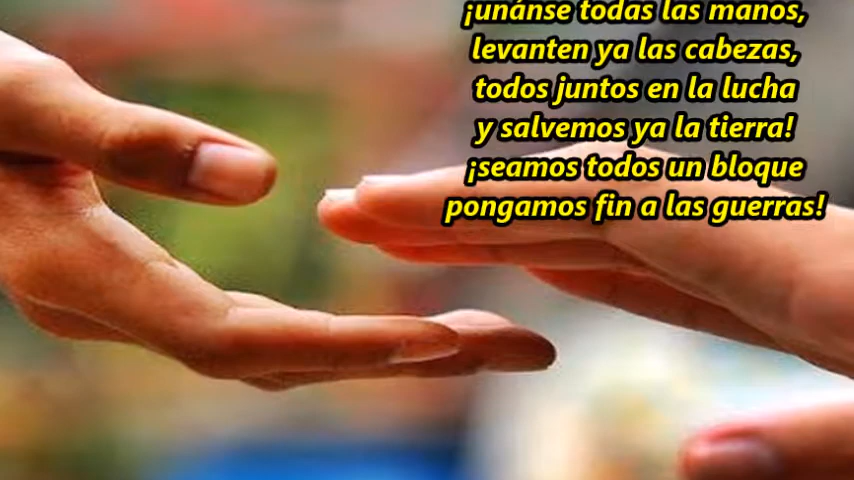 ¡unánse todas las manos,
levanten ya las cabezas,
todos juntos en la lucha
y salvemos ya la tierra!
¡seamos todos un bloque
pongamos fin a las guerras!